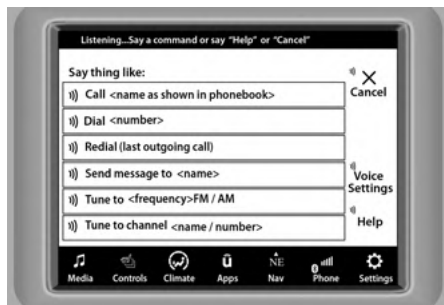 Listening...Say a command or say "Help" or "Cancel"
Say thing like:
Call <name as shown in phonebook>
Dial <number>
Redial (last outgoing call)
Send message to <name>
Tune to <frequency>FM / AM
Tune to channel <name / number>
Cancel
Voice
Settings
Help
ū
NE
Media Controls Climate Apps Nav Phone Settings